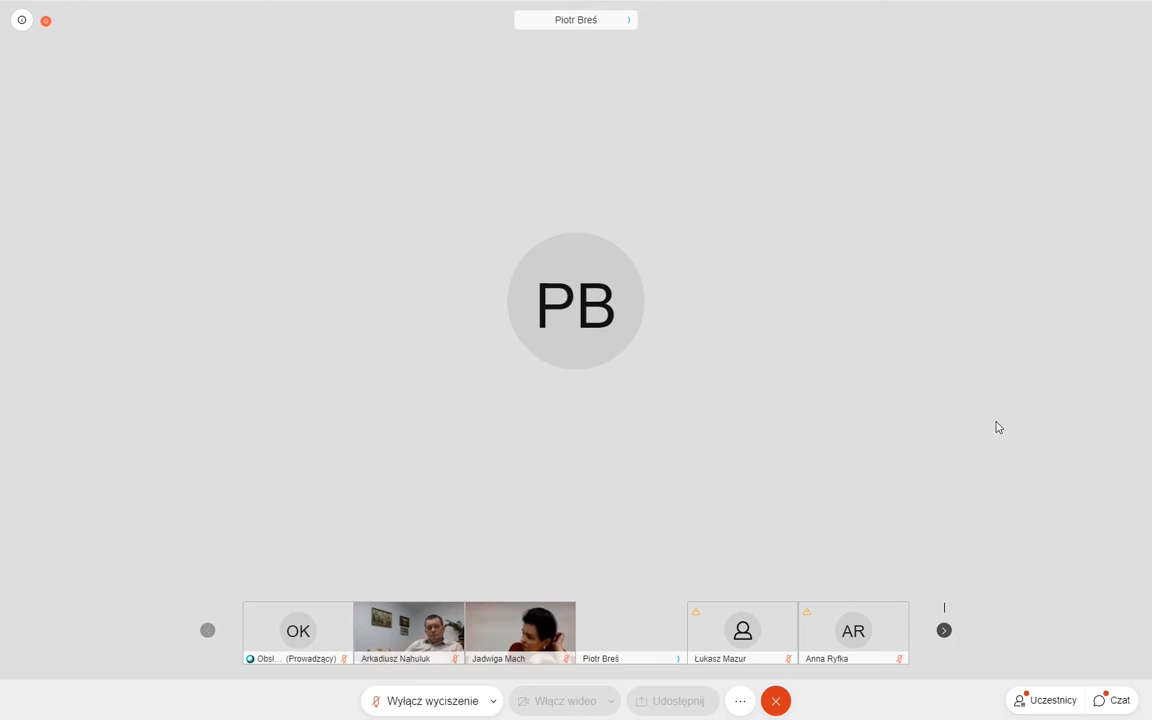 Piotr Breś
PB
OK
AR
Obsł... (Prowadzący)
Arkadiusz Nahuluk
Jadwiga Mach
Piotr Breś
Łukasz Mazur
Anna Ryfka
Wyłącz wyciszenie
Włącz wideo
Udostępnij
Uczestnicy
Czat